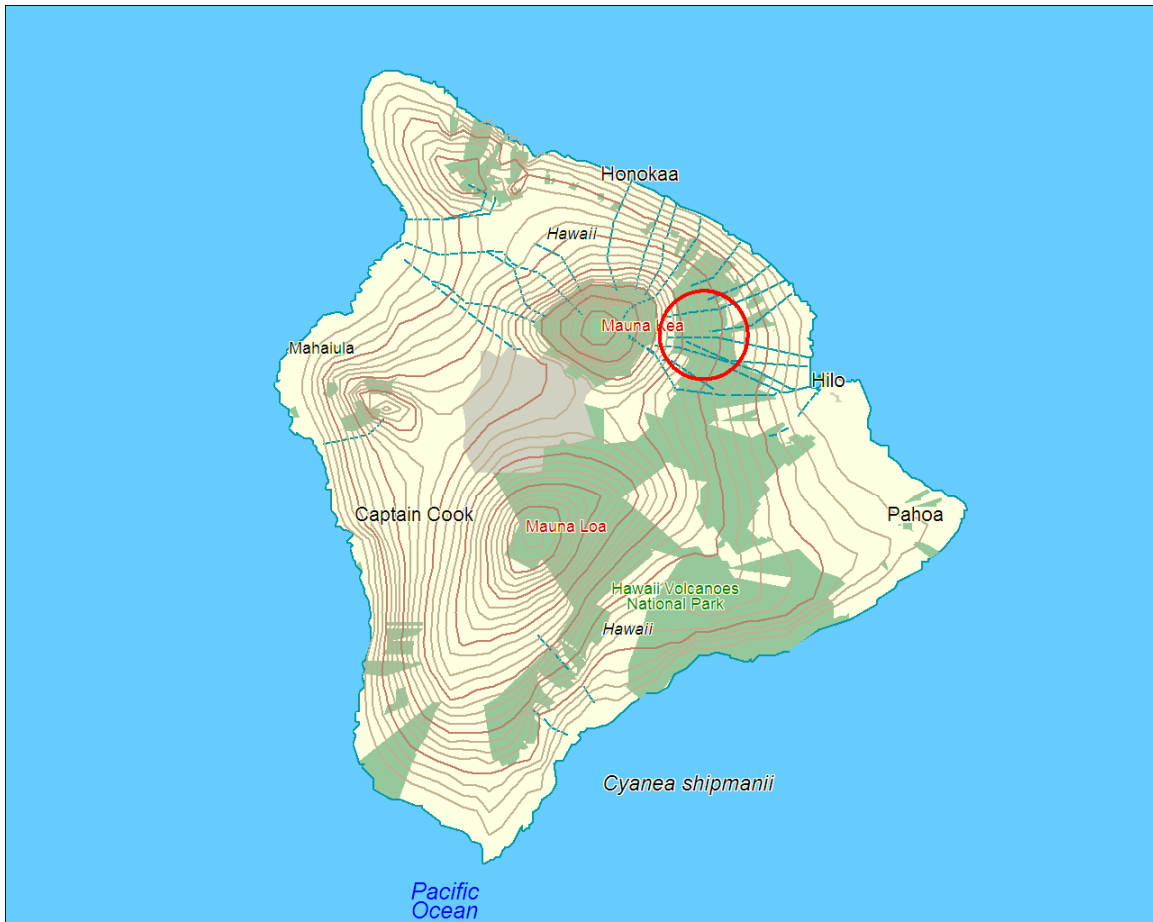 Honokaa
Hawaii
Mauna Kea
Mahaiula
Hilo
Captain Cook
Pahoa
Mauna Loa
Hawaii Volcanoes
National Park
Hawaii
Cyanea shipmanii
Pacific
Ocean